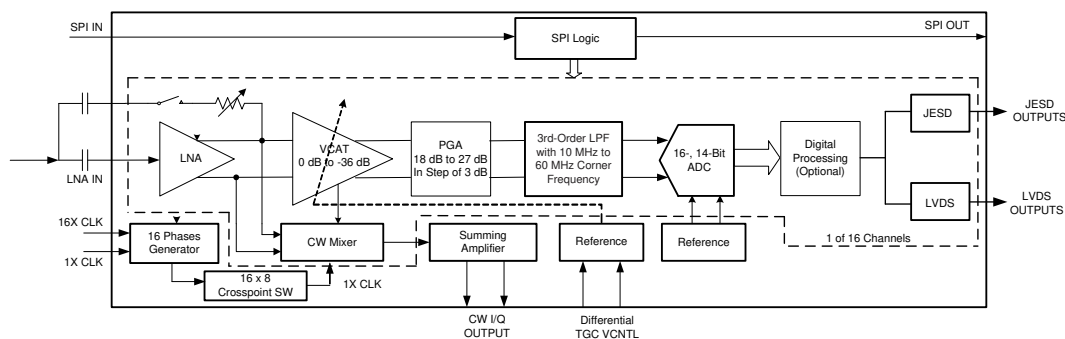 SPI IN
SPI OUT
SPI Logic
LNA
VCAT
0 dB to -36 dB
PGA
18 dB to 27 dB
In Step of 3 dB
3rd-Order LPF
with 10 MHz to
60 MHz Corner
Frequency
16-, 14-Bit
ADC
Digital
Processing
(Optional)
JESD
JESD
OUTPUTS
LVDS
LVDS
OUTPUTS
LNA IN
16X CLK
1X CLK
16 Phases
Generator
16 x 8
Crosspoint SW
1X CLK
CW Mixer
Summing
Amplifier
Reference
Reference
1 of 16 Channels
CW I/Q
OUTPUT
Differential
TGC VCNTL